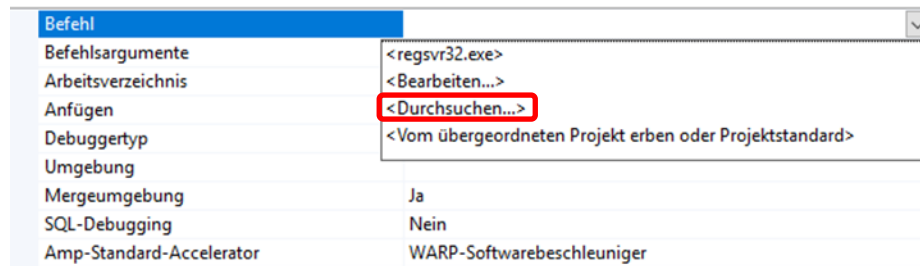 Befehl
Befehlsargumente <regsvr32.exe>
Arbeitsverzeichnis <Bearbeiten...>
Anfügen <Durchsuchen...>
Debuggertyp <Vom übergeordneten Projekt erben oder Projektstandard>
Umgebung
Mergeumgebung Ja
SQL-Debugging Nein
Amp-Standard-Accelerator WARP-Softwarebeschleuniger